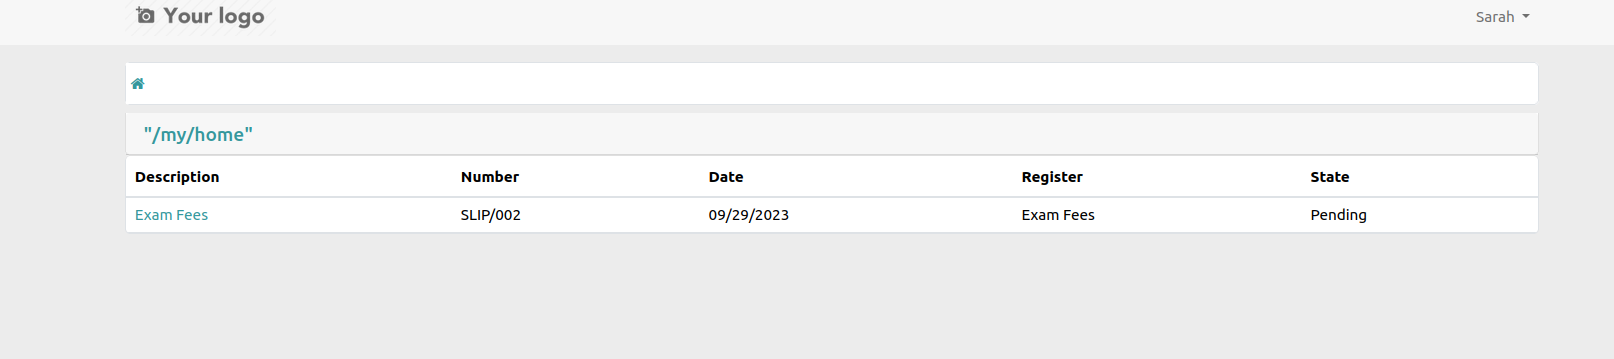 Your logo Sarah
"/my/home"
Description Number Date Register State
Exam Fees SLIP/002 09/29/2023 Exam Fees Pending